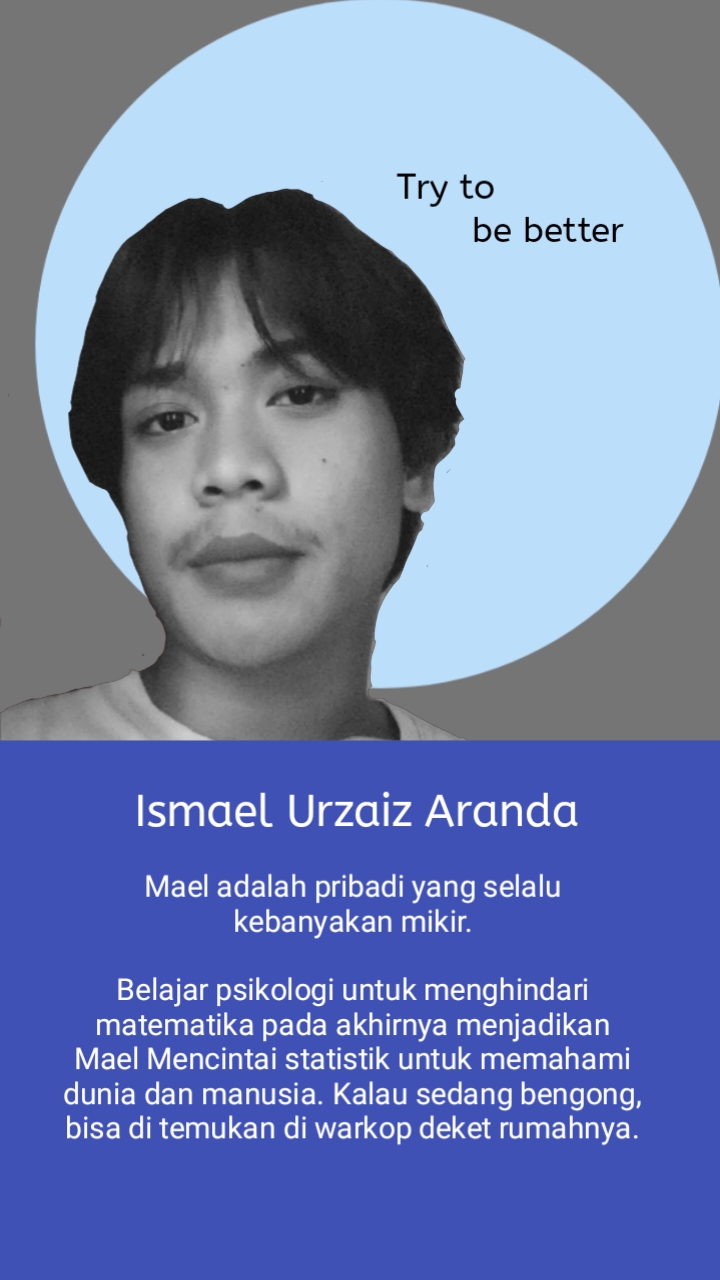 Try to
be better
Ismael Urzaiz Aranda
Mael adalah pribadi yang selalu
kebanyakan mikir.
Belajar psikologi untuk menghindari
matematika pada akhirnya menjadikan
Mael Mencintai statistik untuk memahami
dunia dan manusia. Kalau sedang bengong,
bisa di temukan di warkop deket rumahnya.